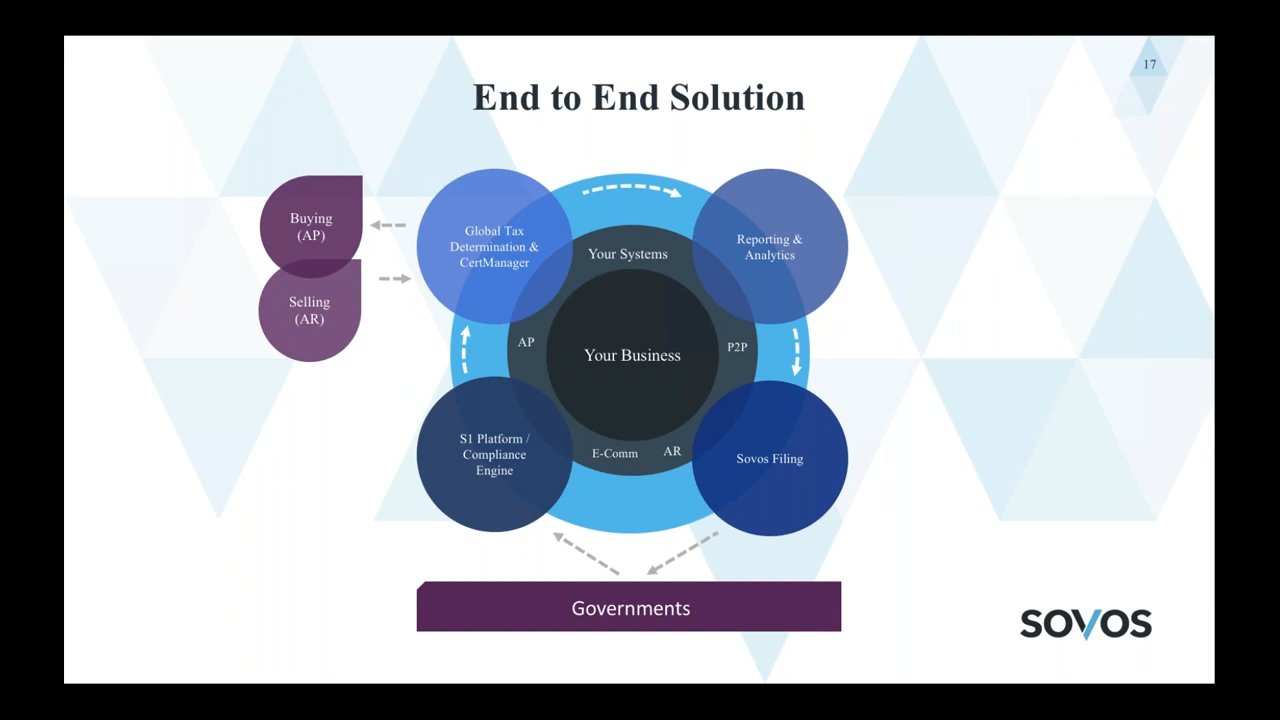 17
End to End Solution
Buying
(AP)
Selling
(AR)
Global Tax
Determination &
CertManager
Your Systems
Reporting &
Analytics
AP
Your Business
P2P
S1 Platform /
Compliance
Engine
E-Comm
AR
Sovos Filing
Governments
SOVOS